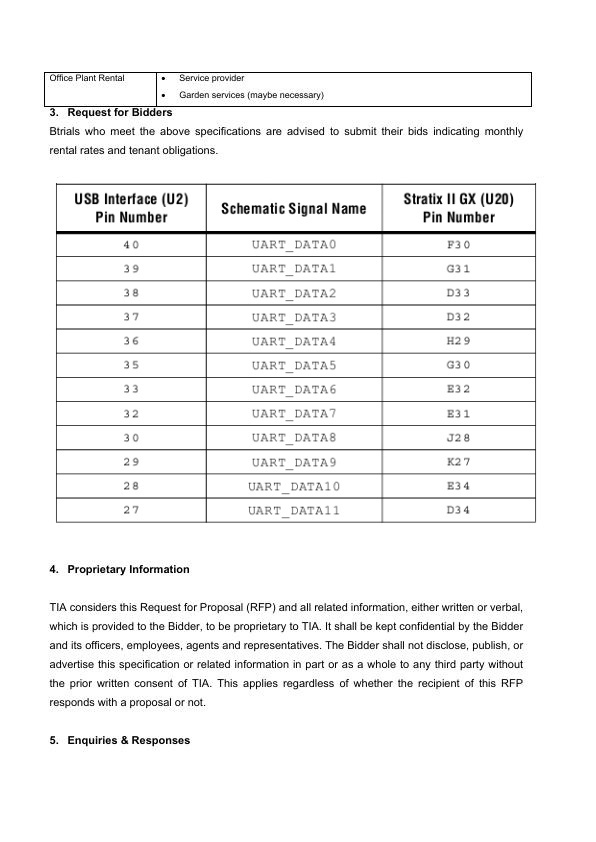 Office Plant Rental • Service provider
• Garden services (maybe necessary)
3. Request for Bidders
Btrials who meet the above specifications are advised to submit their bids indicating monthly
rental rates and tenant obligations.
USB Interface (U2) Pin Number Schematic Signal Name Stratix II GX (U20) Pin Number
40 UART_DATA0 F30
39 UART_DATA1 G31
38 UART_DATA2 D33
37 UART_DATA3 D32
36 UART_DATA4 H29
35 UART_DATA5 G30
33 UART_DATA6 E32
32 UART_DATA7 E31
30 UART_DATA8 J28
29 UART_DATA9 K27
28 UART_DATA10 E34
27 UART_DATA11 D34
4. Proprietary Information
TIA considers this Request for Proposal (RFP) and all related information, either written or verbal,
which is provided to the Bidder, to be proprietary to TIA. It shall be kept confidential by the Bidder
and its officers, employees, agents and representatives. The Bidder shall not disclose, publish, or
advertise this specification or related information in part or as a whole to any third party without
the prior written consent of TIA. This applies regardless of whether the recipient of this RFP
responds with a proposal or not.
5. Enquiries & Responses